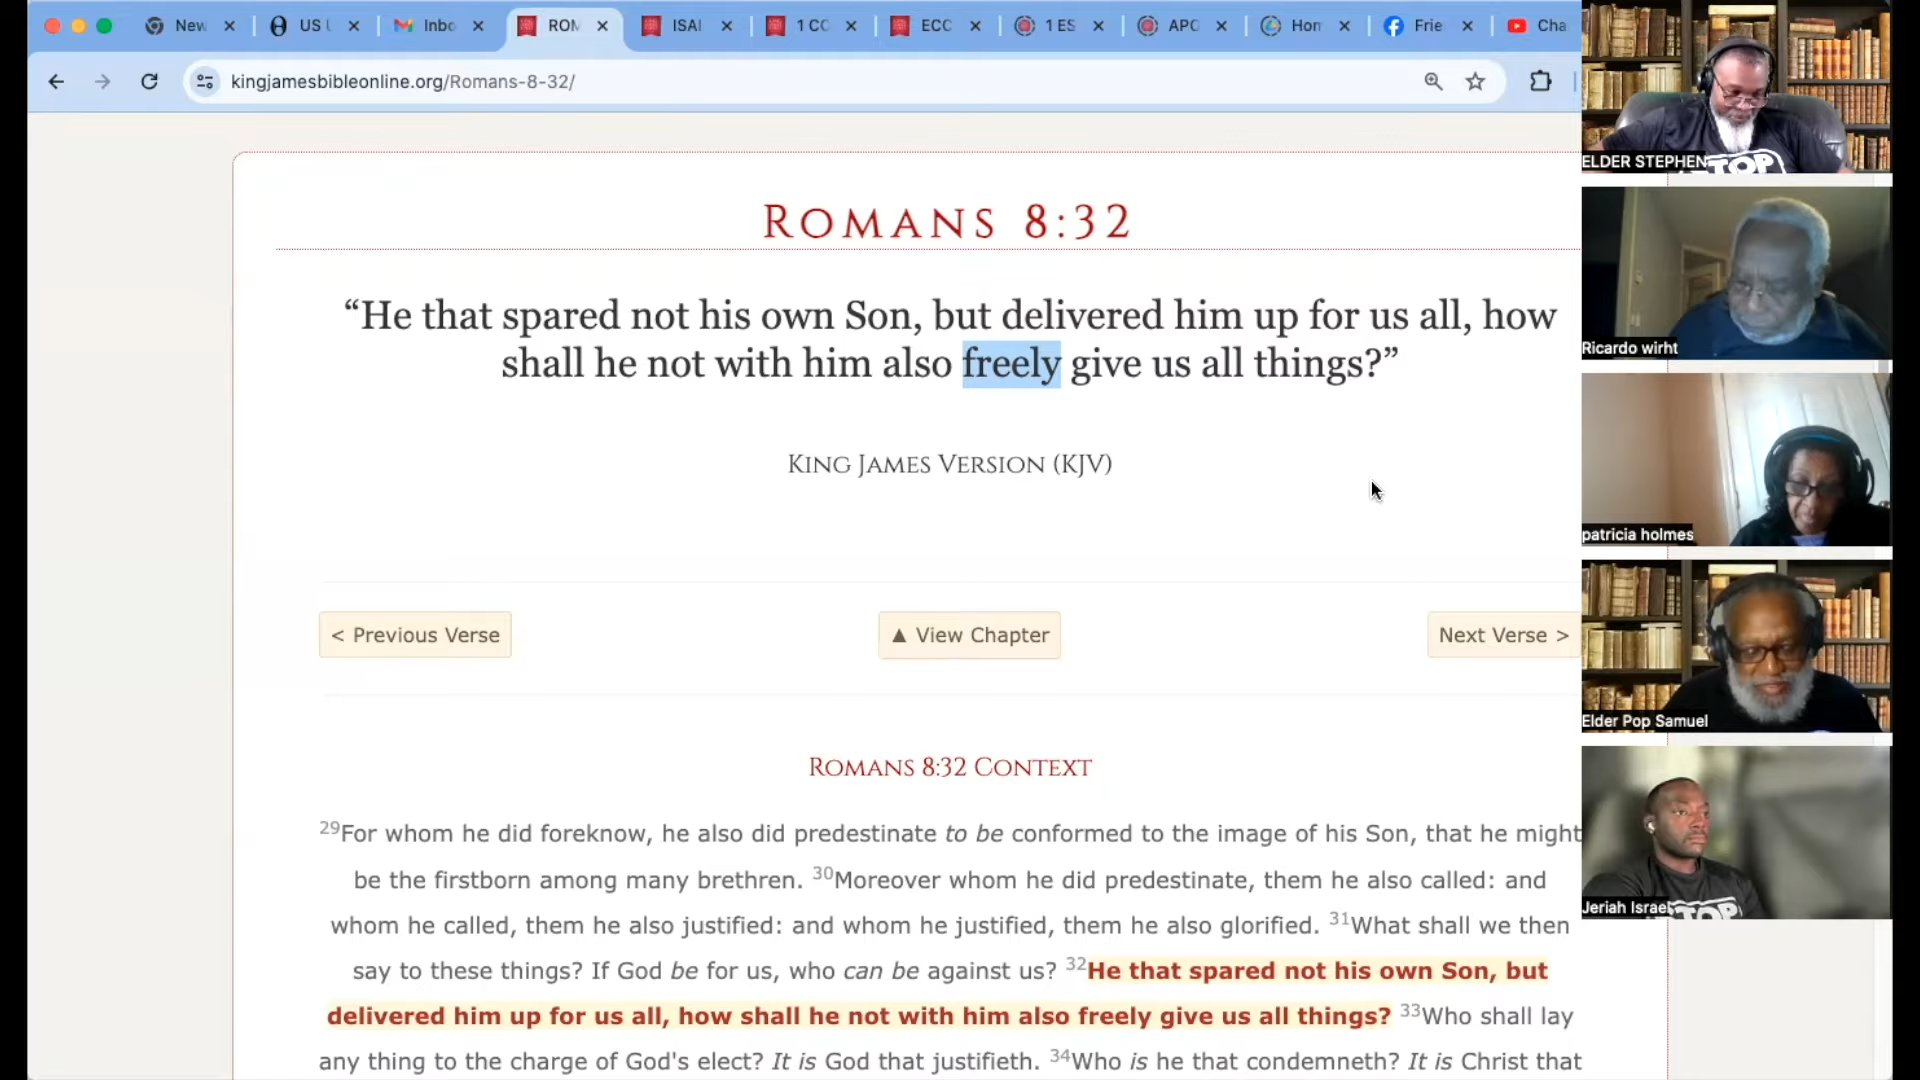 New
US U
Inbo
ROM
ISAI
1 CO
ECC
1 ES
APO
Hom
Frie
Cha
kingjamesbibleonline.org/Romans-8-32/
ROMANS 8:32
“He that spared not his own Son, but delivered him up for us all, how
shall he not with him also freely give us all things?”
KING JAMES VERSION (KJV)
< Previous Verse
▲ View Chapter
Next Verse >
ROMANS 8:32 CONTEXT
29For whom he did foreknow, he also did predestinate to be conformed to the image of his Son, that he might
be the firstborn among many brethren. 30Moreover whom he did predestinate, them he also called: and
whom he called, them he also justified: and whom he justified, them he also glorified. 31What shall we then
say to these things? If God be for us, who can be against us? 32He that spared not his own Son, but
delivered him up for us all, how shall he not with him also freely give us all things? 33Who shall lay
any thing to the charge of God's elect? It is God that justifieth. 34Who is he that condemneth? It is Christ that
ELDER STEPHEN
TOP
Ricardo wirht
patricia holmes
Elder Pop Samuel
Jeriah Israel
TOP